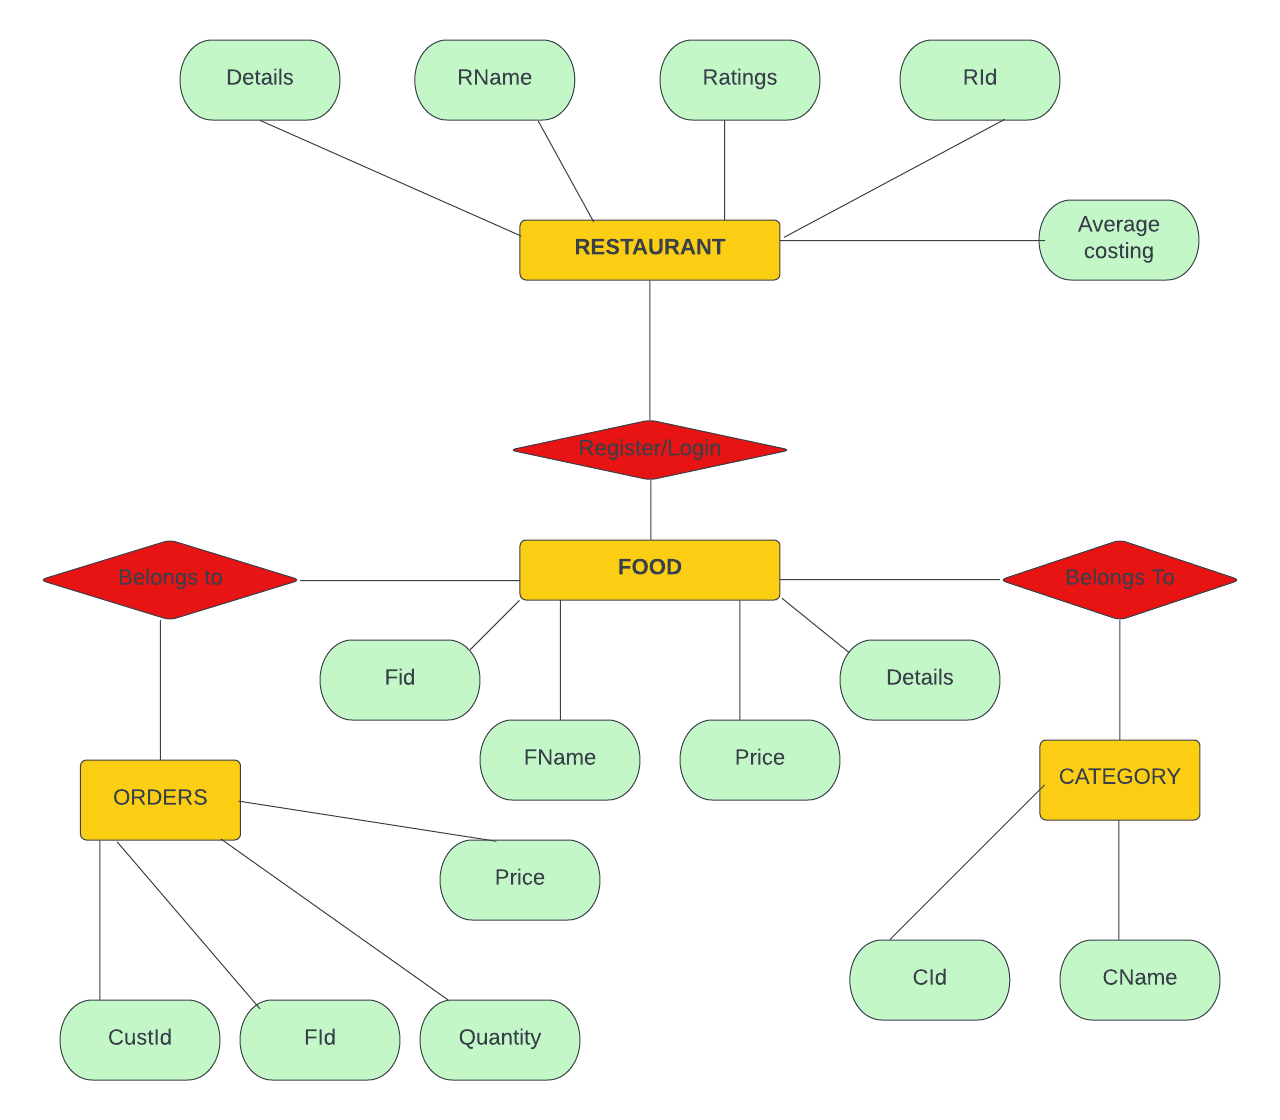 Details
RName
Ratings
RId
Average
costing
RESTAURANT
Register/Login
FOOD
Belongs to
Belongs To
Fid
Details
FName
Price
ORDERS
CATEGORY
Price
CId
CName
CustId
FId
Quantity